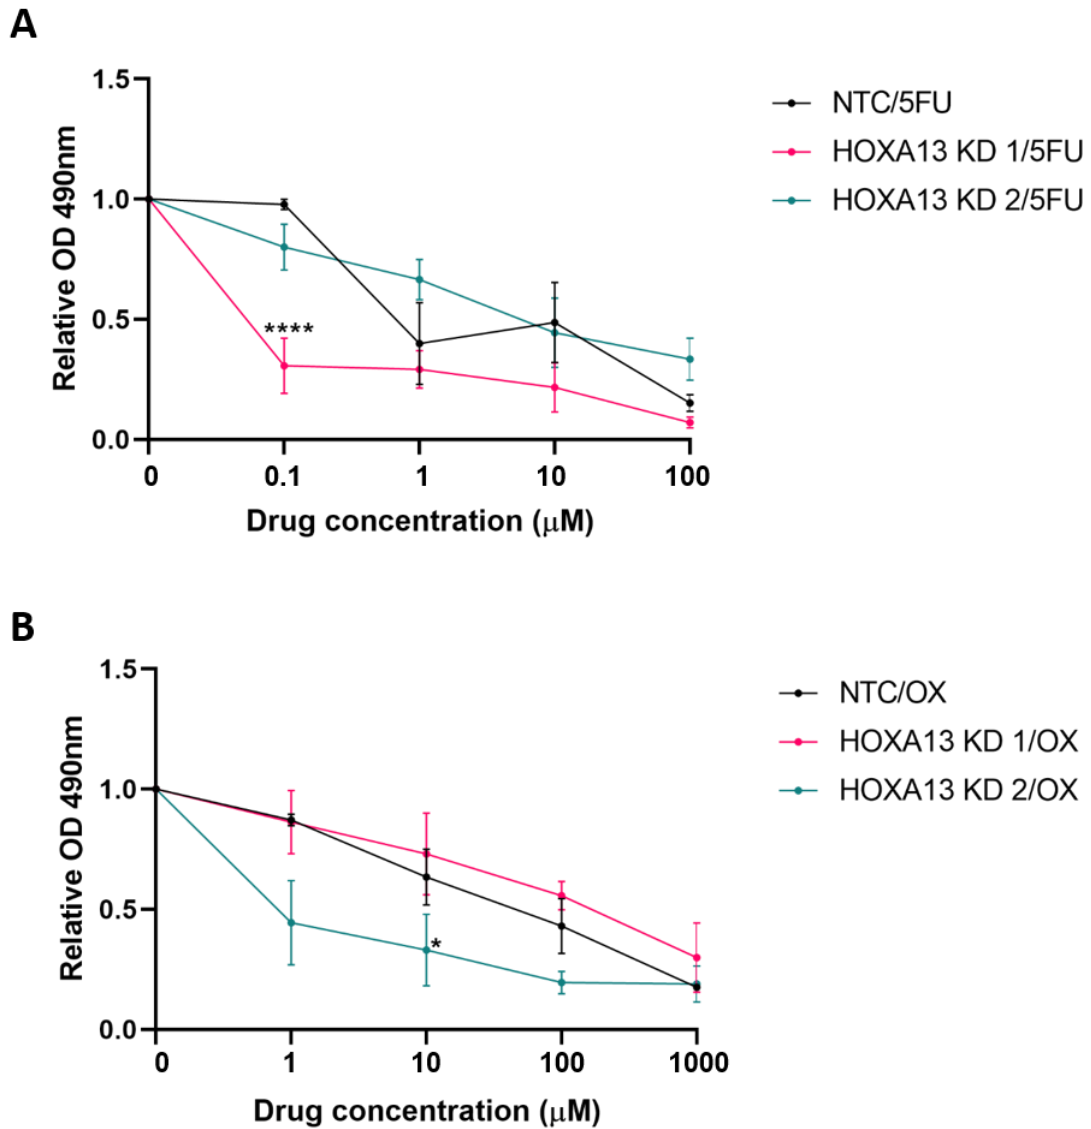 A
1.5
1.0
0.5
0.0
Relative OD 490nm
****
0 0.1 1 10 100
Drug concentration (μM)
NTC/5FU
HOXA13 KD 1/5FU
HOXA13 KD 2/5FU
B
1.5
1.0
0.5
0.0
Relative OD 490nm
*
0 1 10 100 1000
Drug concentration (μM)
NTC/OX
HOXA13 KD 1/OX
HOXA13 KD 2/OX